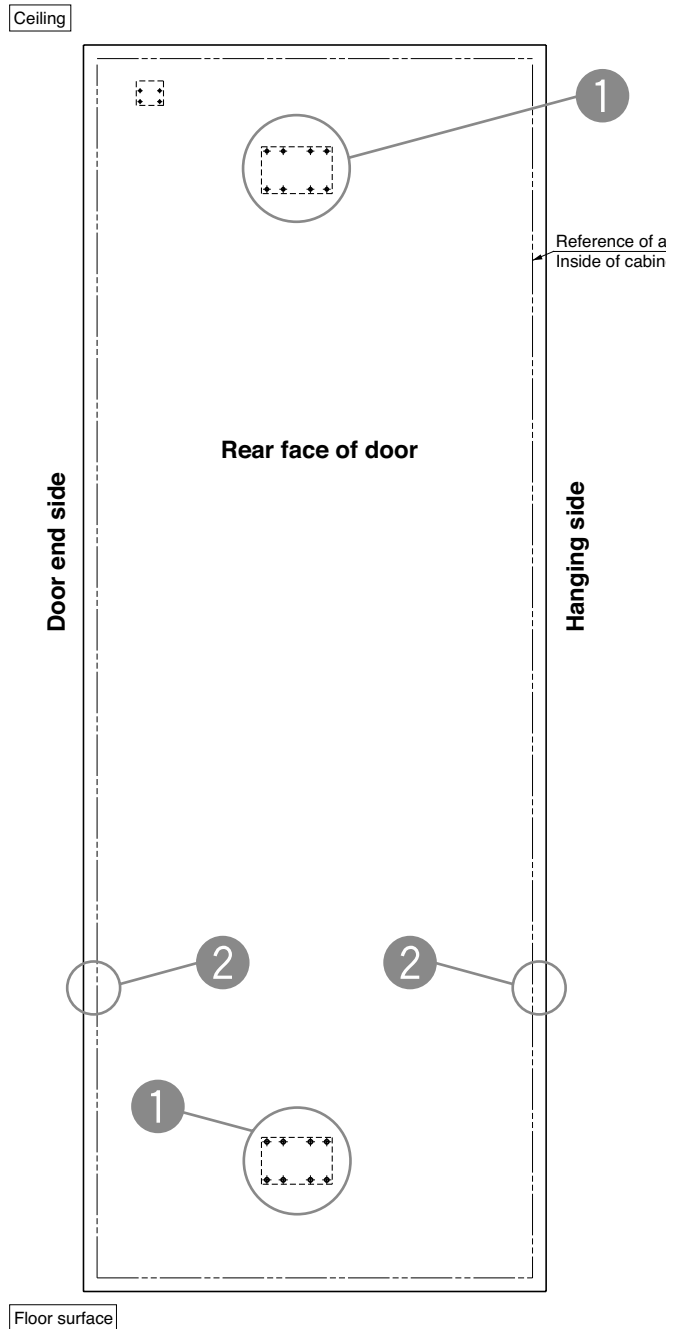 Ceiling
1
Reference of a
Inside of cabin
Rear face of door
Door end side
Hanging side
2
2
1
Floor surface